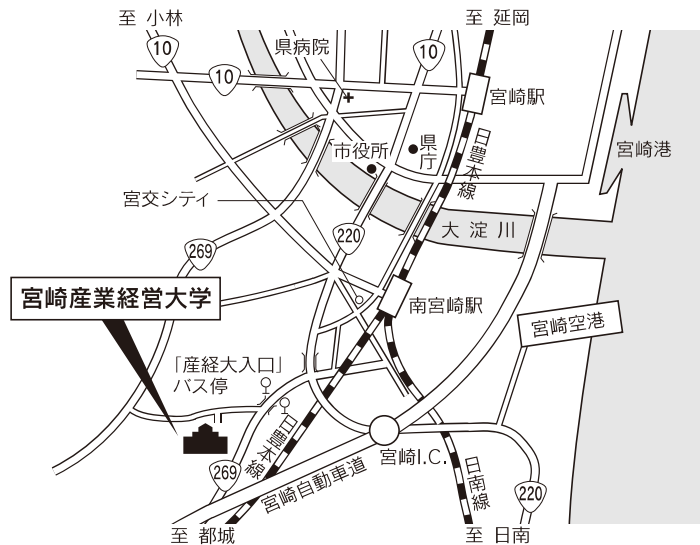 至 小林
至 延岡
10
県病院
10
10
宮崎駅
県庁
市役所
日豊本線
宮崎港
宮交シティ
220
大淀川
269
宮崎産業経営大学
南宮崎駅
宮崎空港
「産経大入口」
バス停
日豊本線
宮崎I.C.
269
宮崎自動車道
日南線
220
至 都城
至 日南